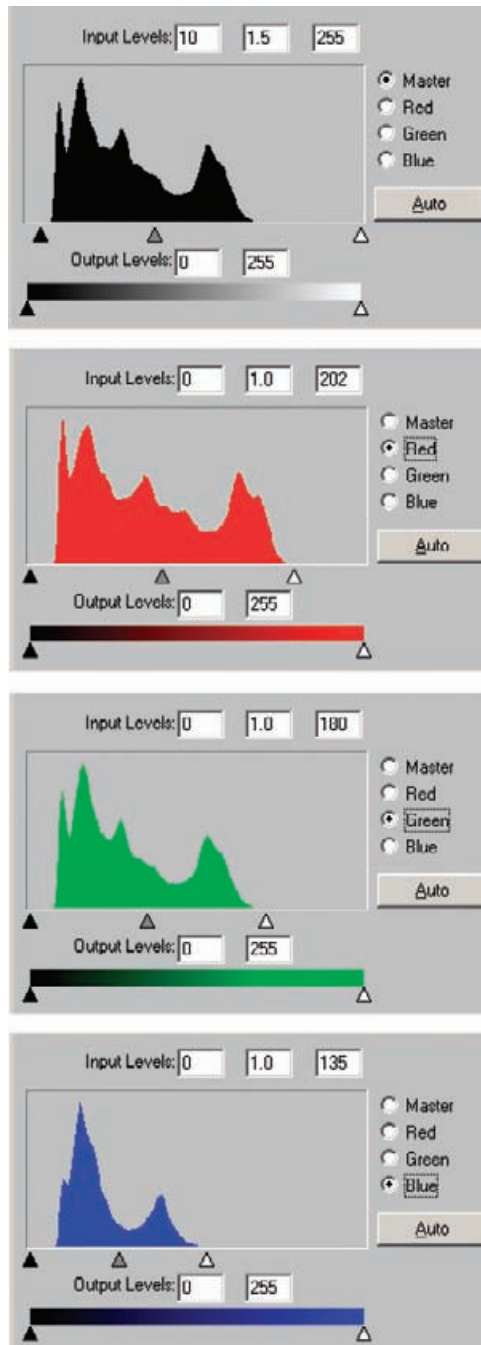 Input Levels: 10 1.5 255
Master
Red
Green
Blue
Auto
Output Levels: 0 255
Input Levels: 0 1.0 202
Master
Red
Green
Blue
Auto
Output Levels: 0 255
Input Levels: 0 1.0 180
Master
Red
Green
Blue
Auto
Output Levels: 0 255
Input Levels: 0 1.0 135
Master
Red
Green
Blue
Auto
Output Levels: 0 255